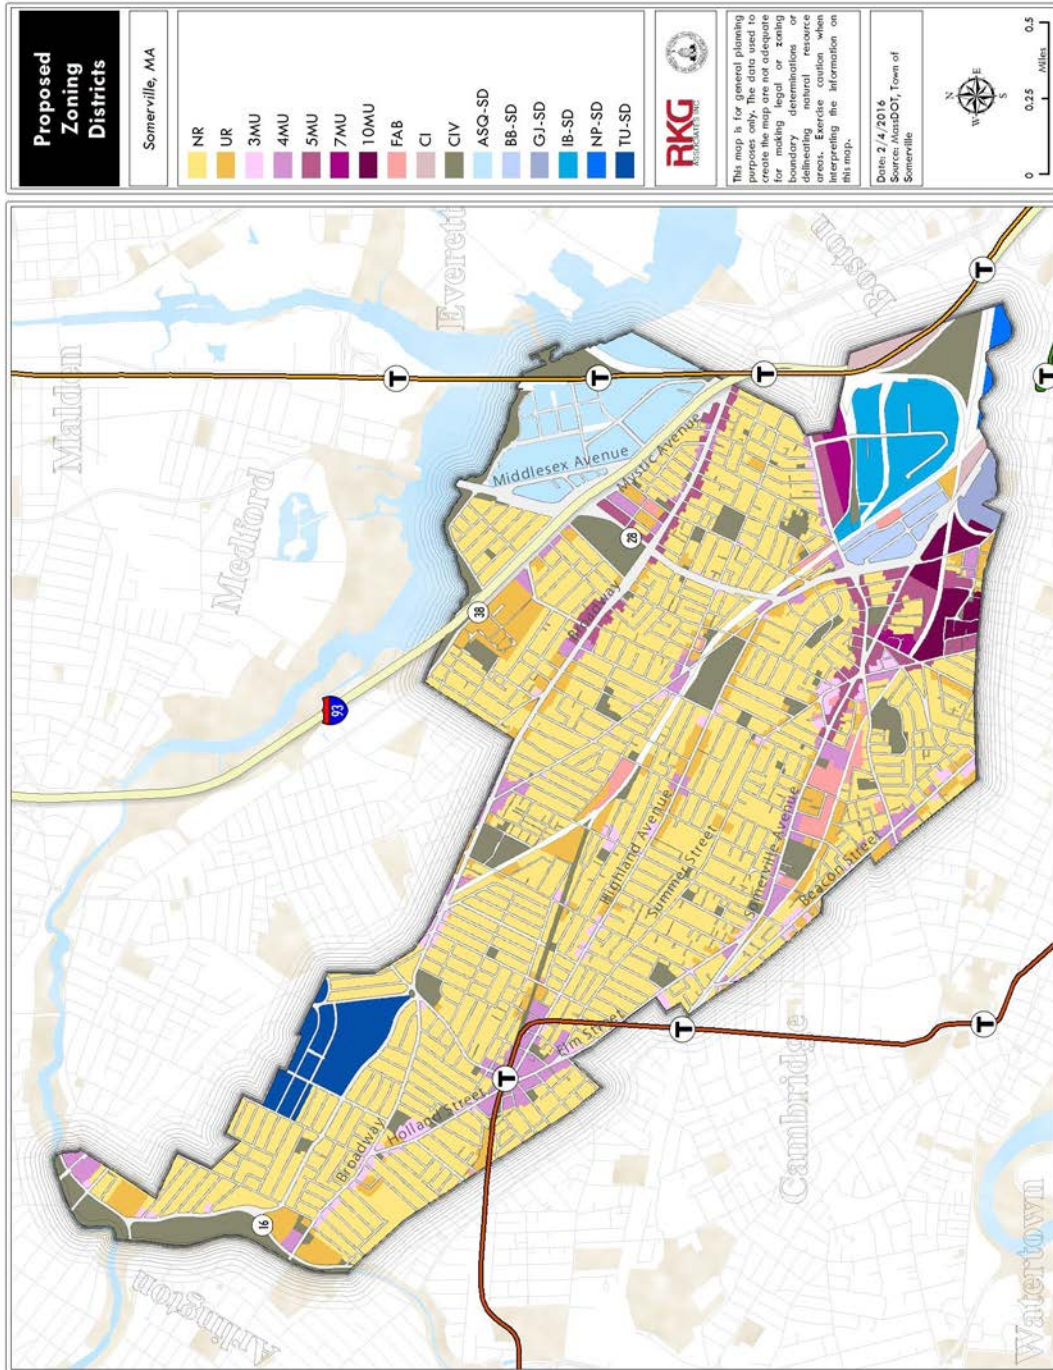 Proposed
Zoning
Districts
Somerville, MA
NR
UR
3MU
4MU
5MU
7MU
10MU
FAB
CI
CIV
ASQ-SD
BB-SD
GJ-SD
IB-SD
NP-SD
TU-SD
RKG
ASSOCIATES INC
This map is for general planning
purposes only. The data used to
create the map are not adequate
for making legal or zoning
boundary determinations or
delineating natural resource
areas. Exercise caution when
interpreting the information on
this map.
Date: 2/4/2016
Source: MassDOT, Town of
Somerville
N
W
E
S
0
0.25
0.5
Miles
Malden
Everett
Medford
Boston
Arlington
Cambridge
Watertown
Middlesex Avenue
Mystic Avenue
Broadway
Highland Avenue
Summer Street
Somerville Avenue
Beacon Street
Elm Street
Holland Street
Broadway
93
38
28
16
T
T
T
T
T
T
T
T